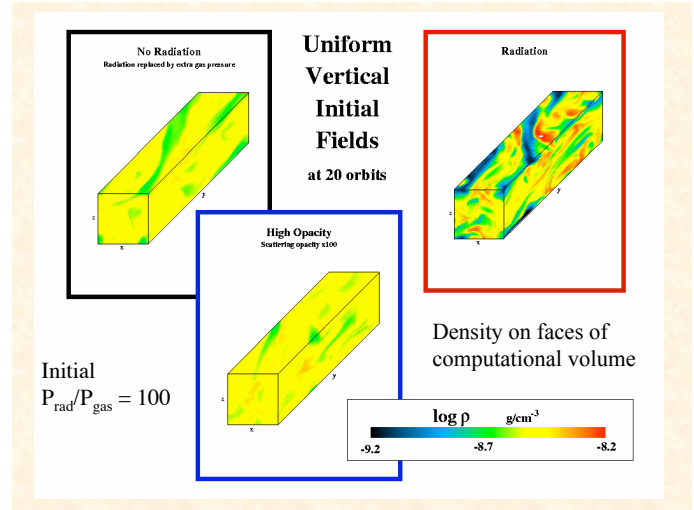 No Radiation
Radiation replaced by extra gas pressure
z
x
y
Uniform
Vertical
Initial
Fields
at 20 orbits
Radiation
z
x
y
High Opacity
Scattering opacity x100
z
x
y
Density on faces of
computational volume
Initial
P_rad/P_gas = 100
log ρ g/cm⁻³
-9.2 -8.7 -8.2